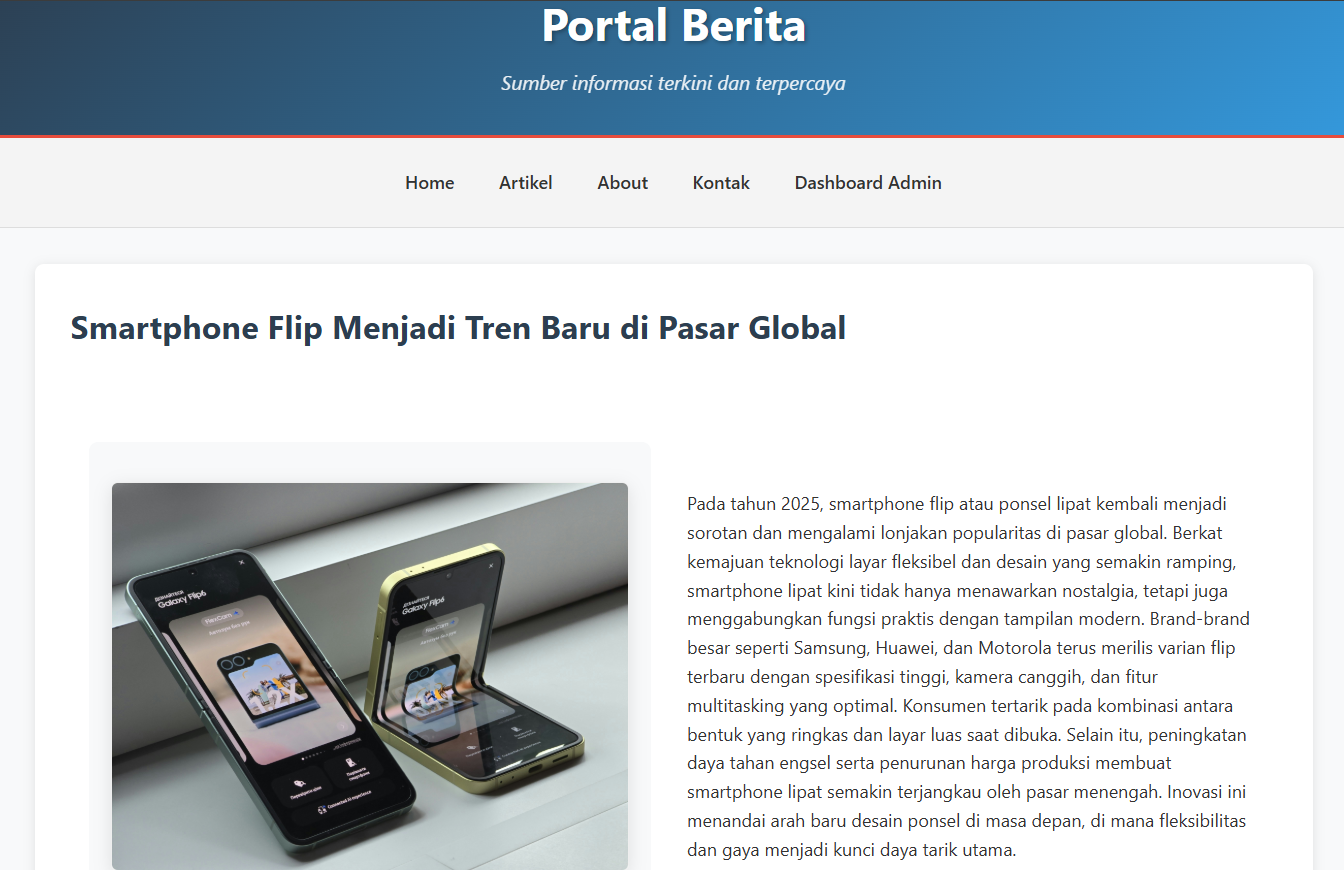 Portal Berita
Sumber informasi terkini dan terpercaya
Home Artikel About Kontak Dashboard Admin
Smartphone Flip Menjadi Tren Baru di Pasar Global
Pada tahun 2025, smartphone flip atau ponsel lipat kembali menjadi
sorotan dan mengalami lonjakan popularitas di pasar global. Berkat
kemajuan teknologi layar fleksibel dan desain yang semakin ramping,
smartphone lipat kini tidak hanya menawarkan nostalgia, tetapi juga
menggabungkan fungsi praktis dengan tampilan modern. Brand-brand
besar seperti Samsung, Huawei, dan Motorola terus merilis varian flip
terbaru dengan spesifikasi tinggi, kamera canggih, dan fitur
multitasking yang optimal. Konsumen tertarik pada kombinasi antara
bentuk yang ringkas dan layar luas saat dibuka. Selain itu, peningkatan
daya tahan engsel serta penurunan harga produksi membuat
smartphone lipat semakin terjangkau oleh pasar menengah. Inovasi ini
menandai arah baru desain ponsel di masa depan, di mana fleksibilitas
dan gaya menjadi kunci daya tarik utama.
Galaxy Flip6
FlexCam
Connected AI experience
Galaxy Flip6
FlexCam